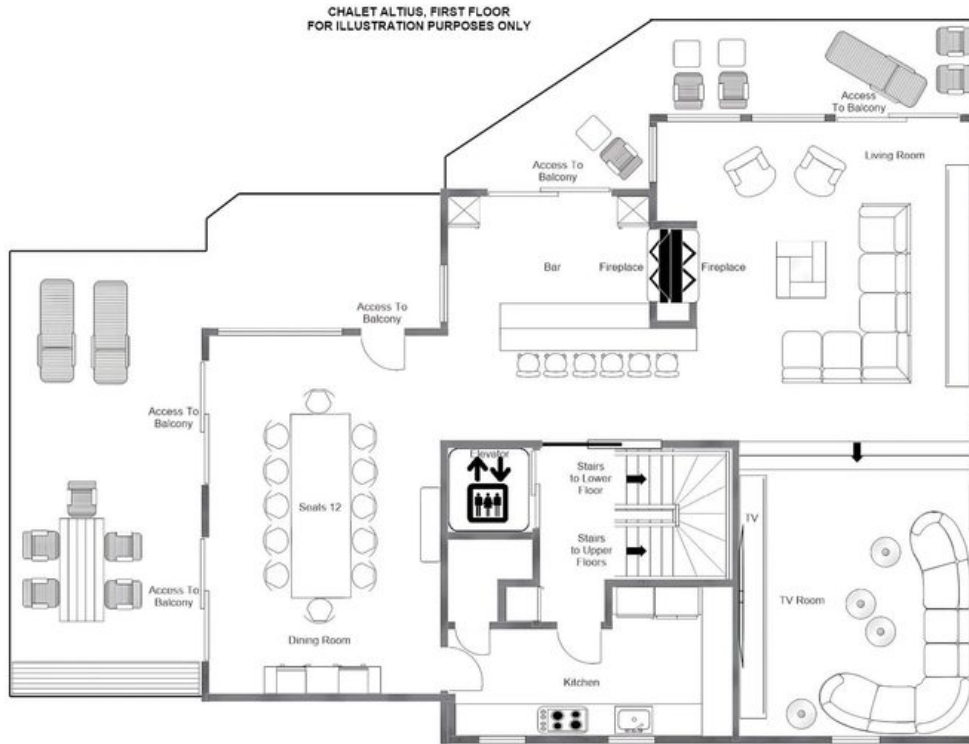 CHALET ALTIUS, FIRST FLOOR
FOR ILLUSTRATION PURPOSES ONLY
Access
To Balcony
Living Room
Access To
Balcony
Bar
Fireplace
Fireplace
Access To
Balcony
Access To
Balcony
Elevator
Stairs
to Lower
Floor
Seats 12
TV
Stairs
to Upper
Floors
Access To
Balcony
TV Room
Dining Room
Kitchen